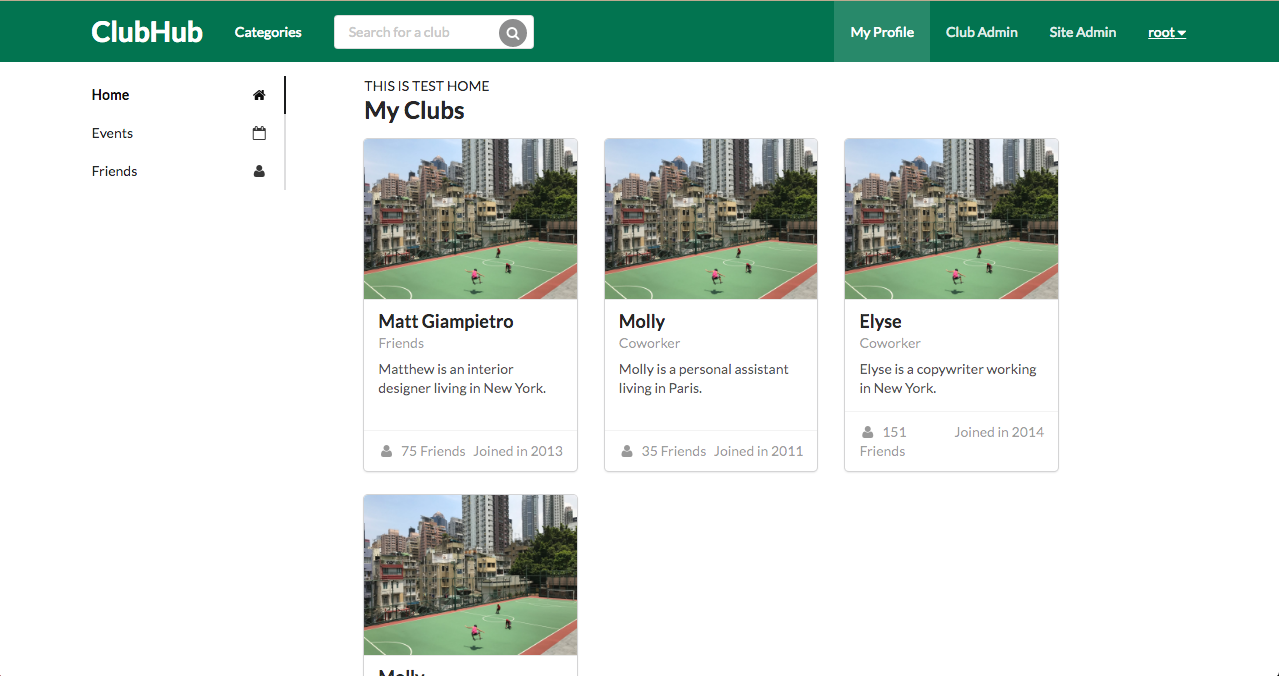 ClubHub
Categories
Search for a club
My Profile
Club Admin
Site Admin
root
Home
Events
Friends
THIS IS TEST HOME
My Clubs
Matt Giampietro
Friends
Matthew is an interior
designer living in New York.
75 Friends
Joined in 2013
Molly
Coworker
Molly is a personal assistant
living in Paris.
35 Friends
Joined in 2011
Elyse
Coworker
Elyse is a copywriter working
in New York.
151
Friends
Joined in 2014
Molly